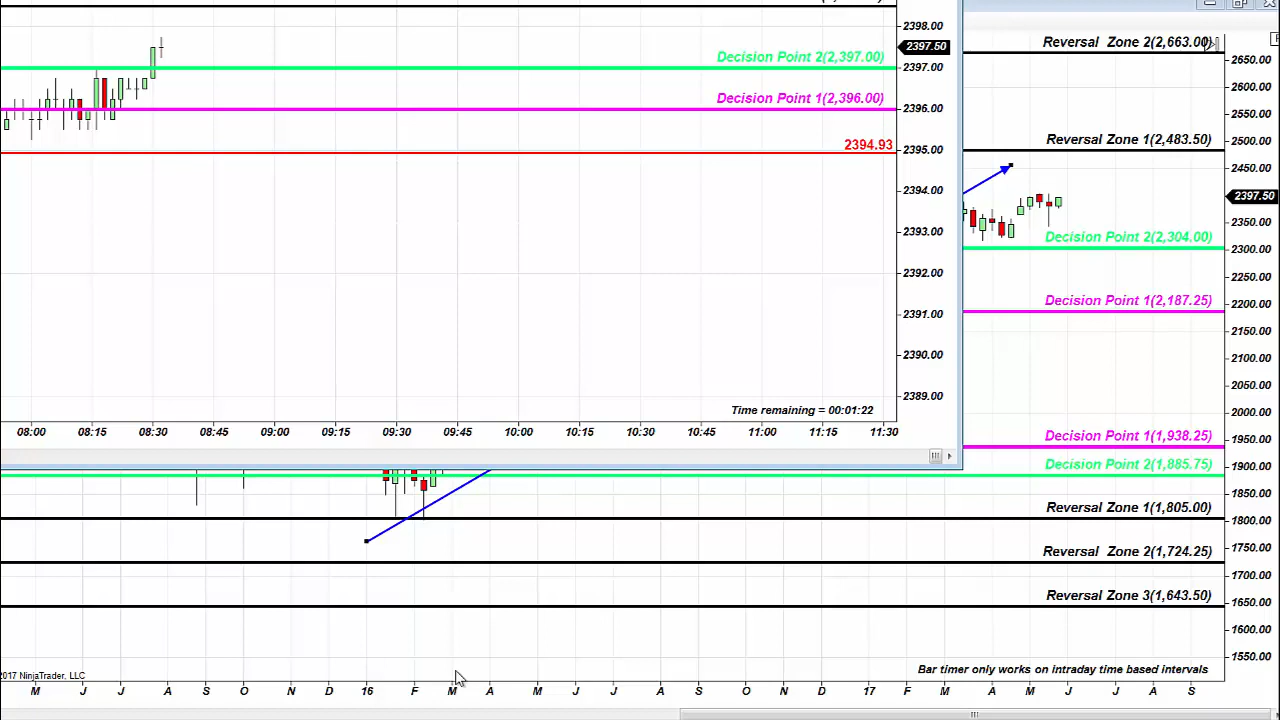 2398.00
2397.50
Decision Point 2(2,397.00)
2397.00
Decision Point 1(2,396.00)
2396.00
2394.93
2395.00
2394.00
2393.00
2392.00
2391.00
2390.00
2389.00
Time remaining = 00:01:22
08:00 08:15 08:30 08:45 09:00 09:15 09:30 09:45 10:00 10:15 10:30 10:45 11:00 11:15 11:30
Reversal Zone 2(2,663.00)
2650.00
2600.00
2550.00
Reversal Zone 1(2,483.50)
2500.00
2450.00
2397.50
2350.00
Decision Point 2(2,304.00)
2300.00
2250.00
Decision Point 1(2,187.25)
2200.00
2150.00
2100.00
2050.00
2000.00
Decision Point 1(1,938.25)
1950.00
Decision Point 2(1,885.75)
1900.00
1850.00
Reversal Zone 1(1,805.00)
1800.00
Reversal Zone 2(1,724.25)
1750.00
1700.00
Reversal Zone 3(1,643.50)
1650.00
1600.00
1550.00
Bar timer only works on intraday time based intervals
2017 NinjaTrader, LLC
M J J A S O N D 16 F M A M J J A S O N D 17 F M A M J J A S